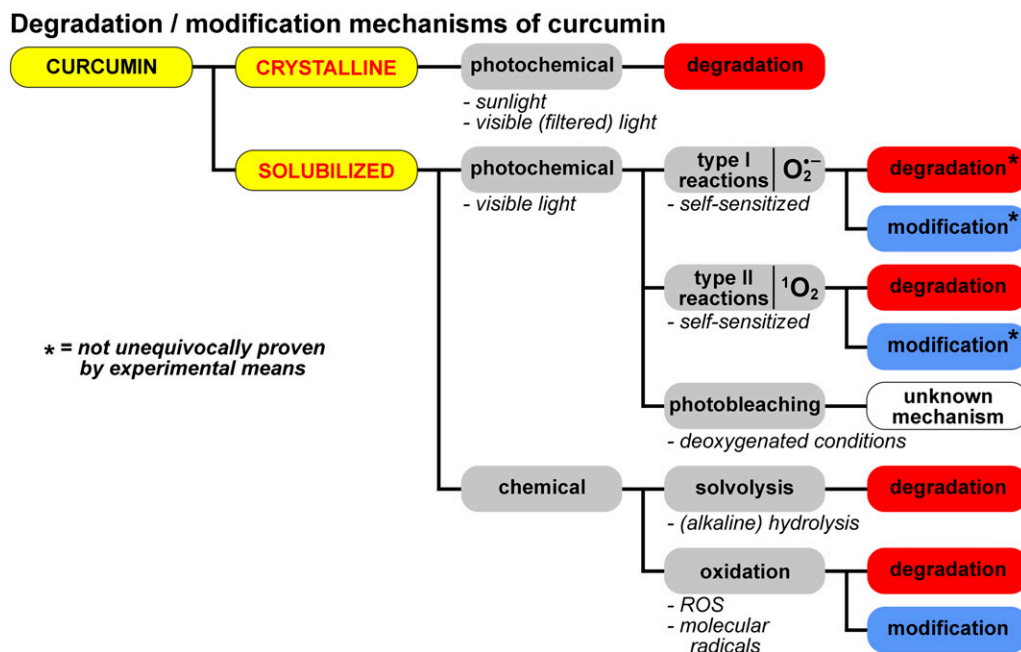 Degradation / modification mechanisms of curcumin
CURCUMIN
CRYSTALLINE
photochemical
degradation
- sunlight
- visible (filtered) light
SOLUBILIZED
photochemical
- visible light
type I
reactions
O₂•−
- self-sensitized
degradation*
modification*
type II
reactions
¹O₂
- self-sensitized
degradation
modification*
* = not unequivocally proven
by experimental means
photobleaching
- deoxygenated conditions
unknown
mechanism
chemical
solvolysis
- (alkaline) hydrolysis
degradation
oxidation
- ROS
- molecular
radicals
degradation
modification